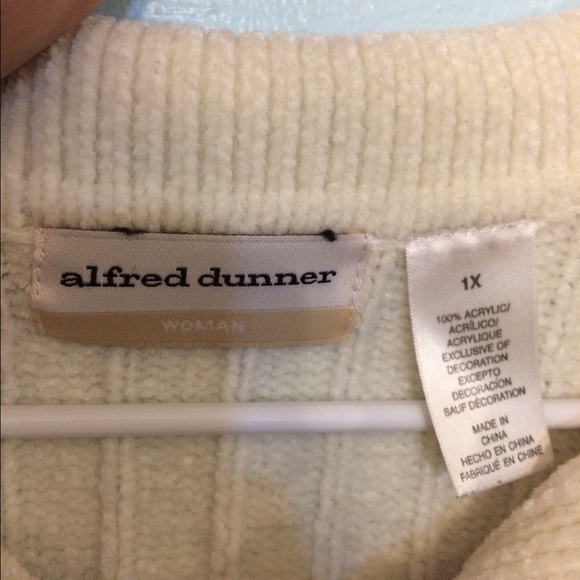 alfred dunner
WOMAN
1X
100% ACRYLIC/
ACRÍLICO/
ACRYLIQUE
EXCLUSIVE OF
DECORATION
EXCEPTO
DECORACIÓN
SAUF DÉCORATION
MADE IN
CHINA
HECHO EN CHINA
FABRIQUÉ EN CHINE